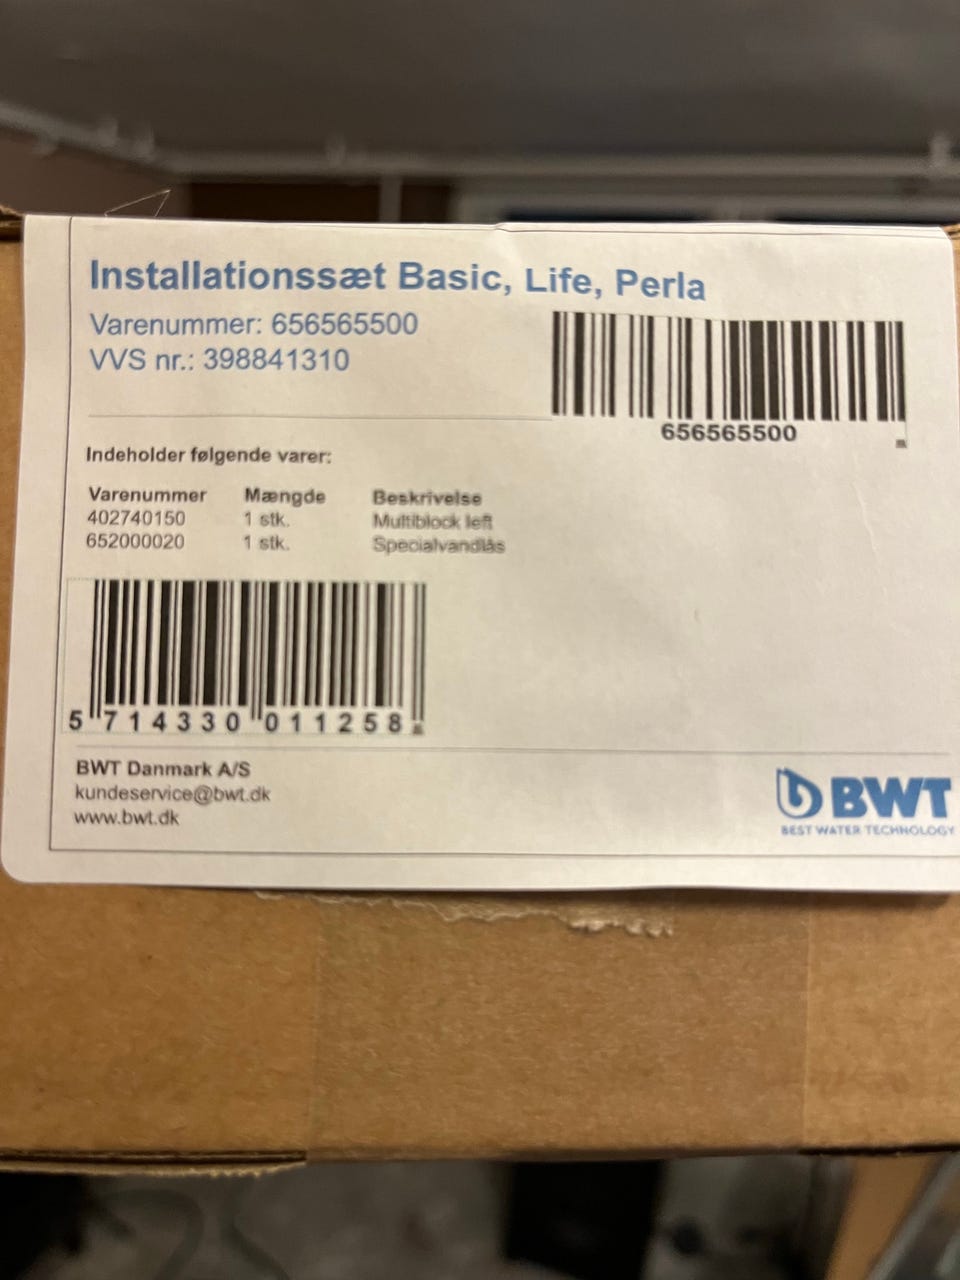 Installationssæt Basic, Life, Perla
Varenummer: 656565500
VVS nr.: 398841310
656565500
Indeholder følgende varer:
Varenummer Mængde Beskrivelse
402740150 1 stk. Multiblock left
652000020 1 stk. Specialvandlås
5 714330 011258
BWT Danmark A/S
kundeservice@bwt.dk
www.bwt.dk
BWT
BEST WATER TECHNOLOGY